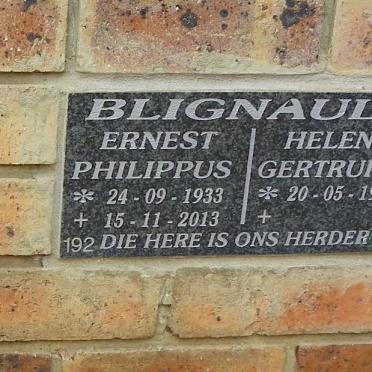 BLIGNAUL
ERNEST HELEN
PHILIPPUS GERTRU
* 24 - 09 - 1933 * 20 - 05 - 19
+ 15 - 11 - 2013 +
192 DIE HERE IS ONS HERDER